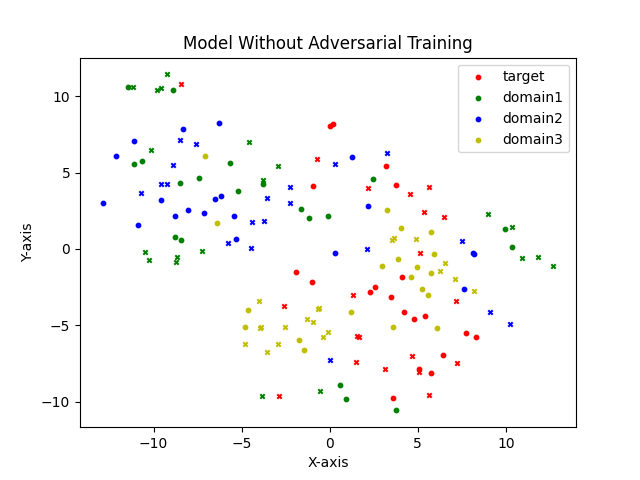 Model Without Adversarial Training
target
domain1
domain2
domain3
10
5
0
−5
−10
Y-axis
−10
−5
0
5
10
X-axis